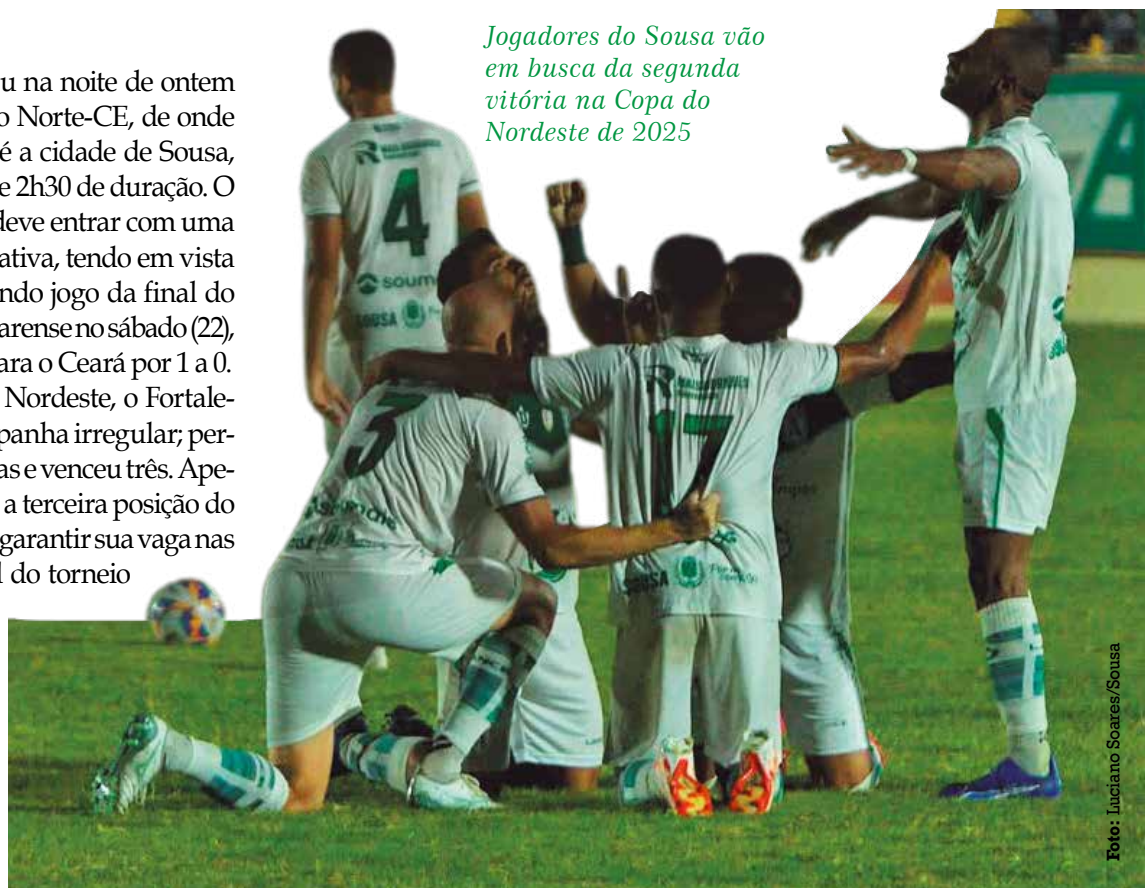 u na noite de ontem
o Norte-CE, de onde
é a cidade de Sousa,
e 2h30 de duração. O
deve entrar com uma
ativa, tendo em vista
ndo jogo da final do
arense no sábado (22),
ara o Ceará por 1 a 0.
Nordeste, o Fortale-
panha irregular; per-
as e venceu três. Ape-
a terceira posição do
garantir sua vaga nas
l do torneio
Jogadores do Sousa vão
em busca da segunda
vitória na Copa do
Nordeste de 2025
4
soum
SOUSA
3
17
SOUSA
Foto: Luciano Soares/Sousa